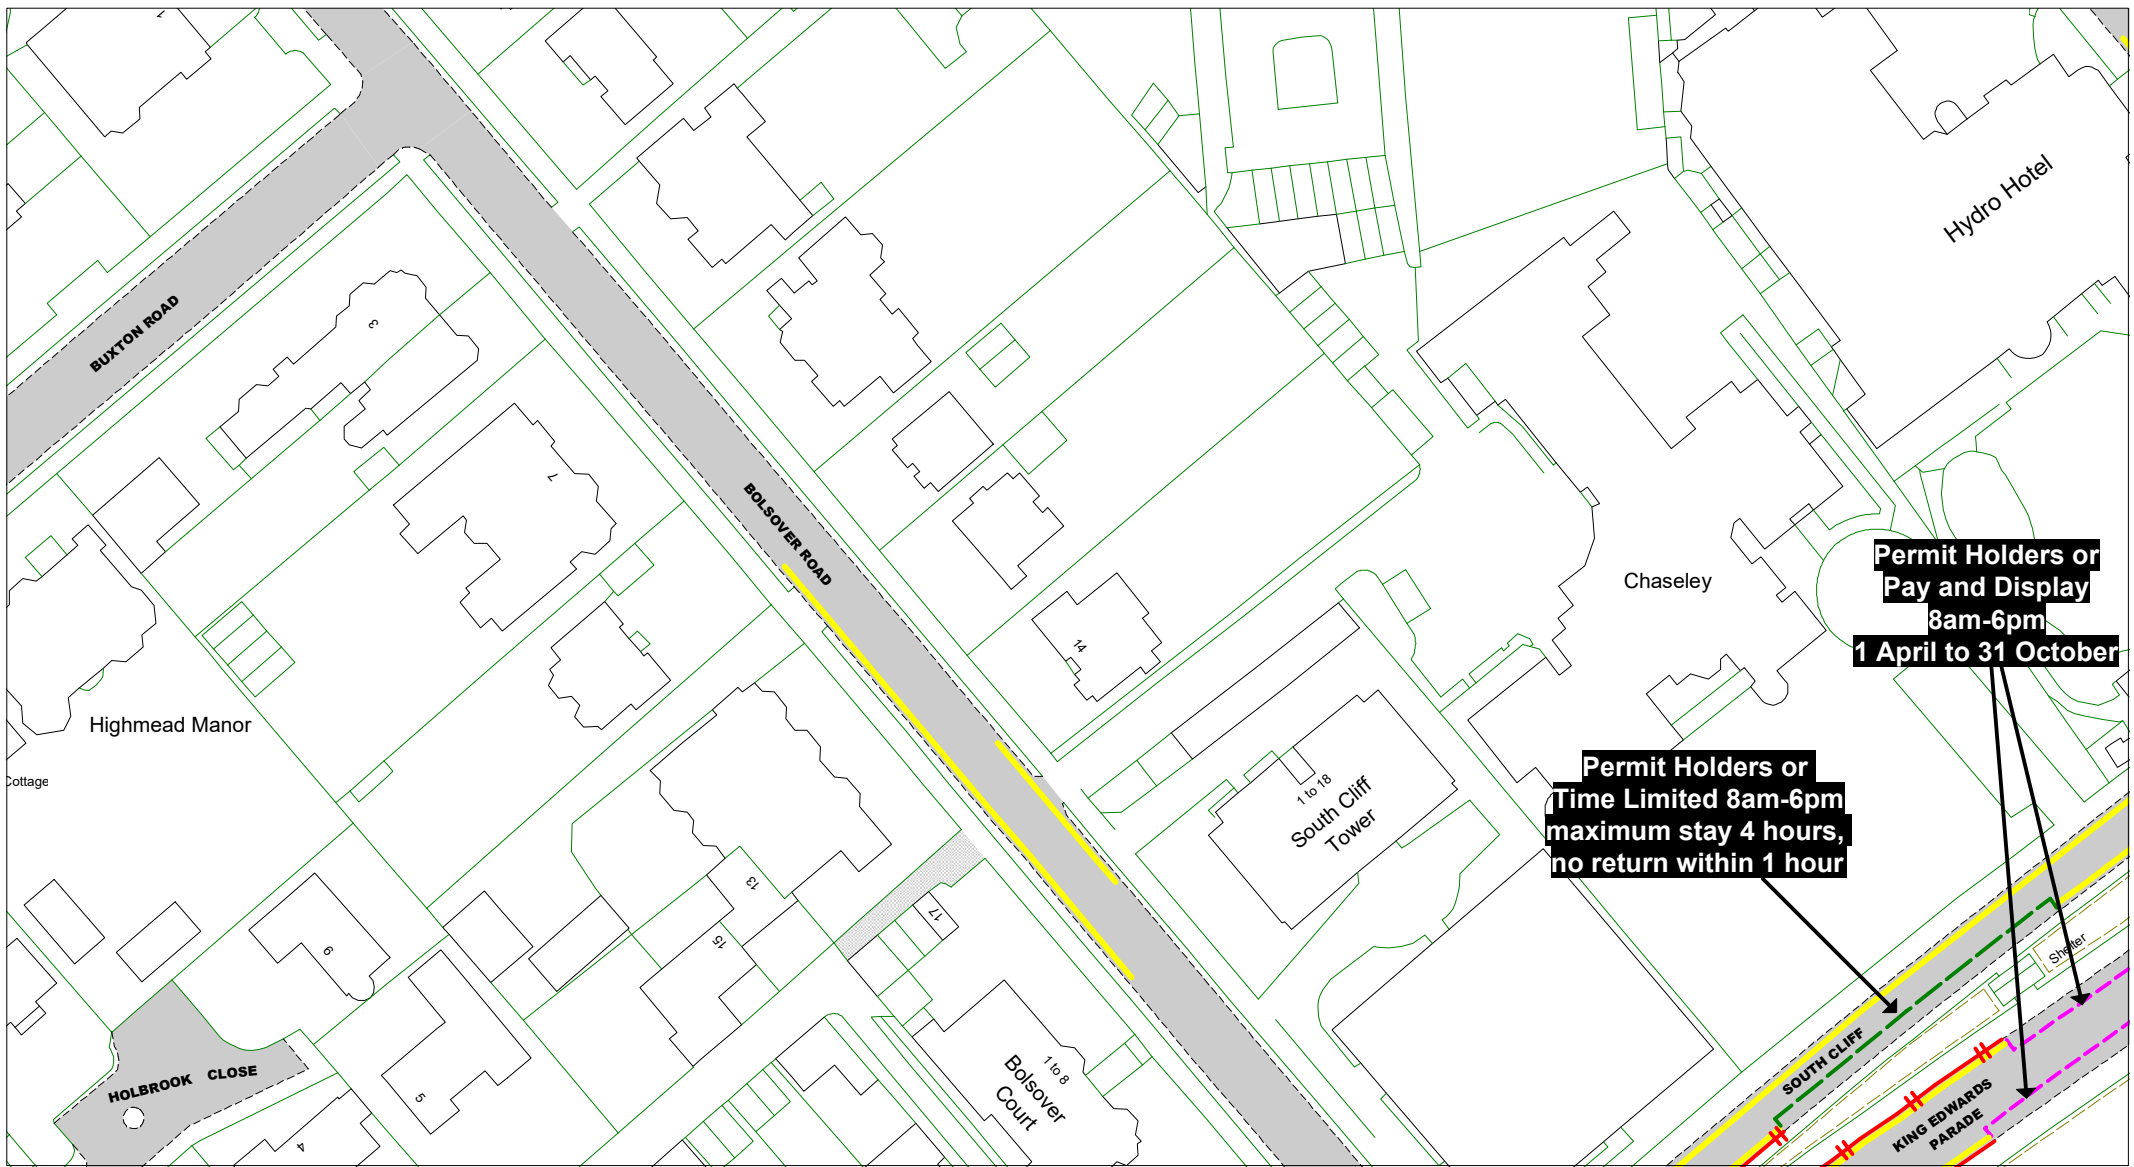 1
Hydro Hotel
BUXTON ROAD
3
7
BOLSOVER ROAD
Permit Holders or
Pay and Display
8am-6pm
1 April to 31 October
Chaseley
14
Highmead Manor
Cottage
1 to 18
South Cliff
Tower
Permit Holders or
Time Limited 8am-6pm
maximum stay 4 hours,
no return within 1 hour
13
17
15
9
Shelter
SOUTH CLIFF
HOLBROOK CLOSE
5
4
1 to 8
Bolsover
Court
KING EDWARDS
PARADE